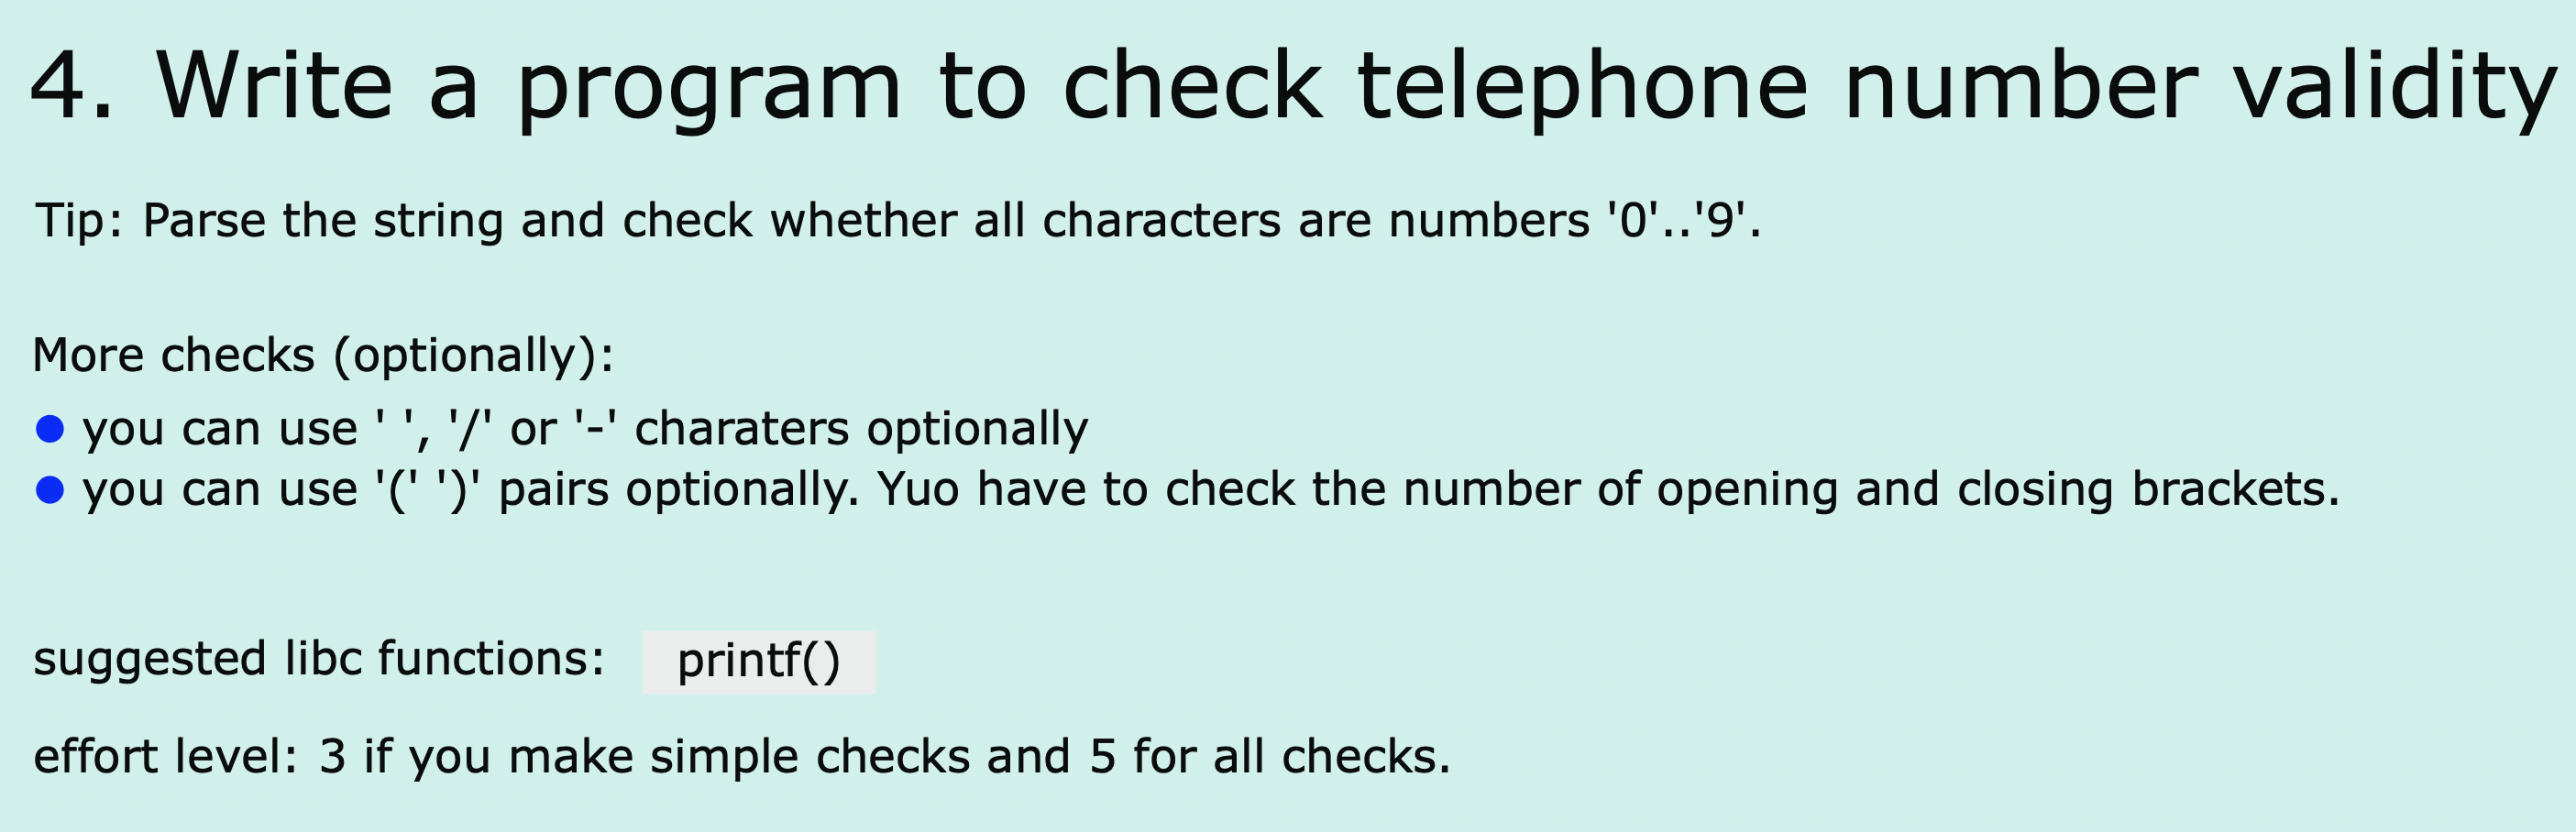 4. Write a program to check telephone number validity
Tip: Parse the string and check whether all characters are numbers '0'..'9'.
More checks (optionally):
● you can use ' ', '/' or '-' charaters optionally
● you can use '(' ')' pairs optionally. Yuo have to check the number of opening and closing brackets.
suggested libc functions: printf()
effort level: 3 if you make simple checks and 5 for all checks.